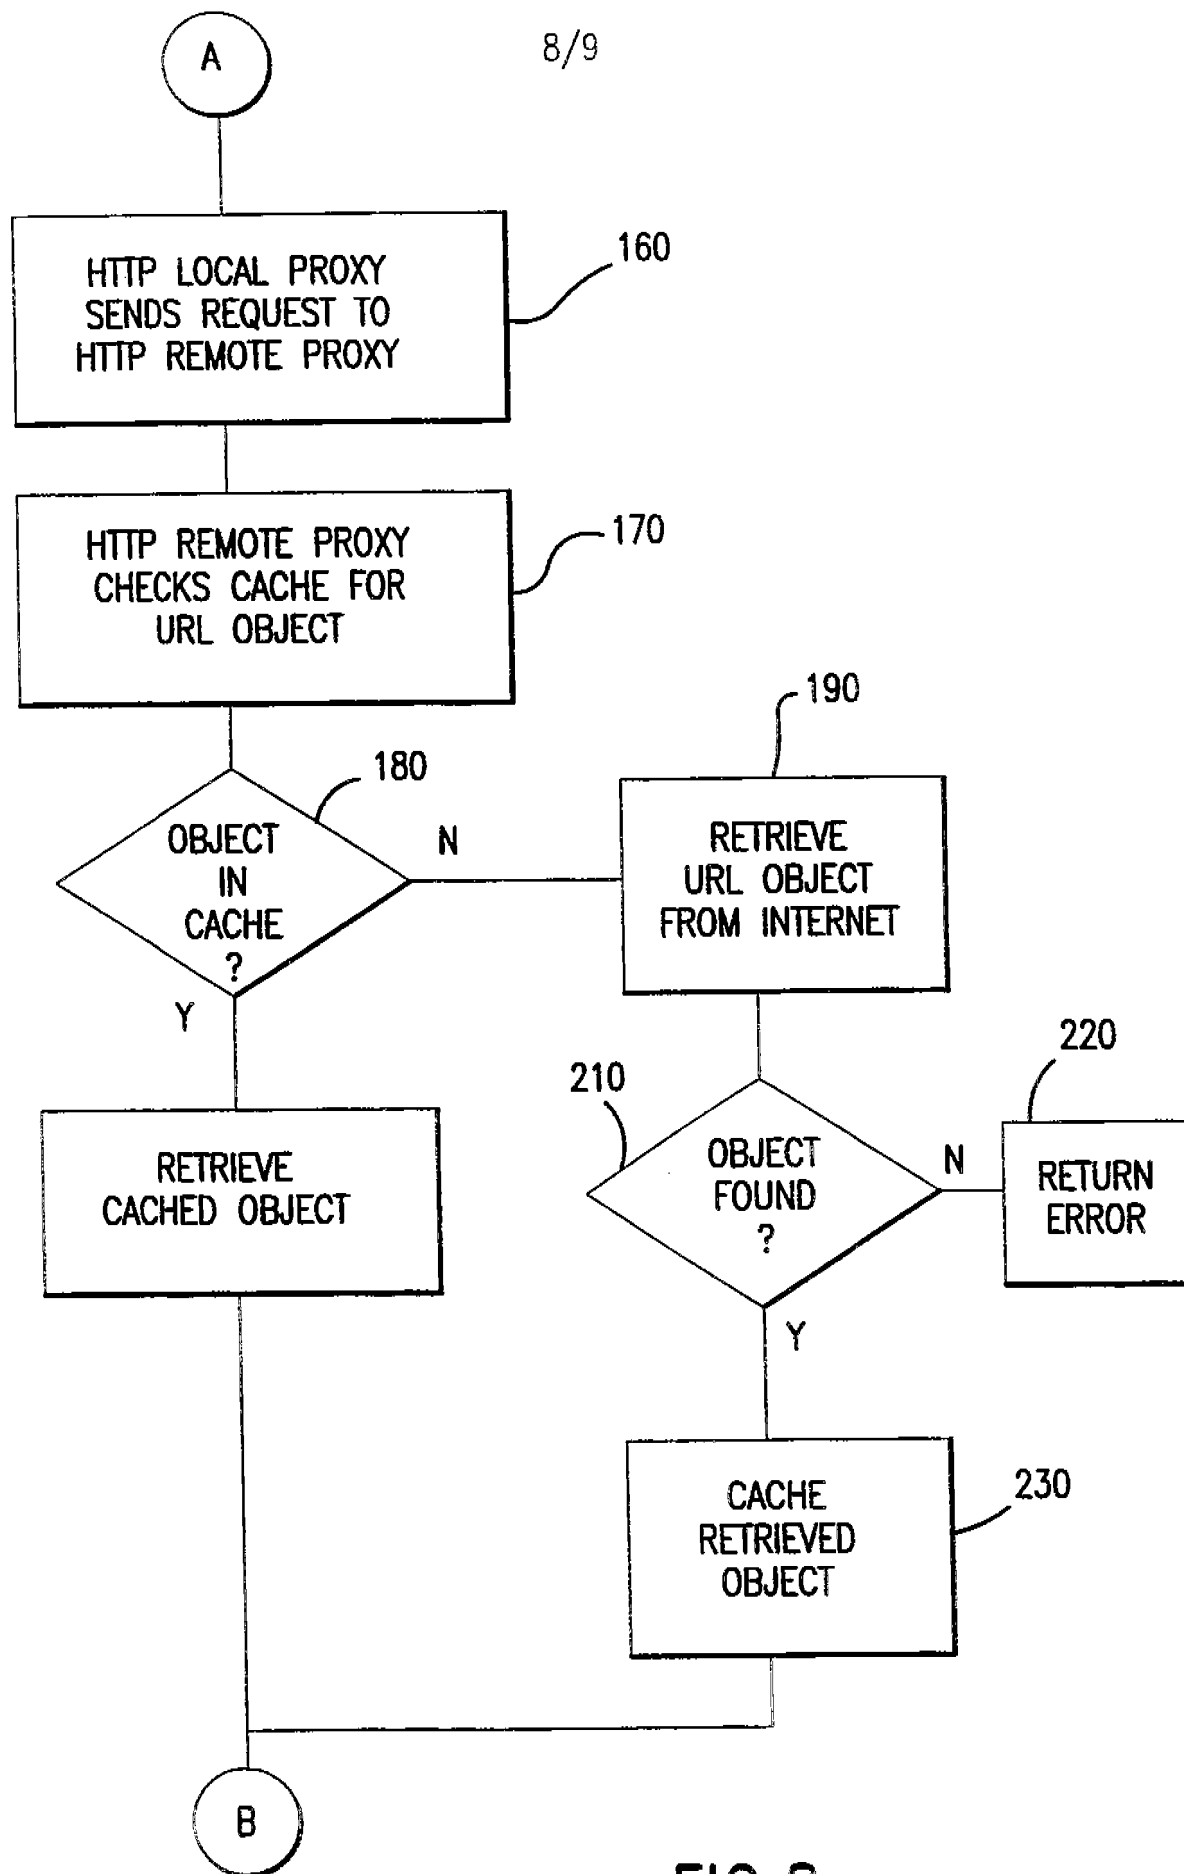 A
8/9
HTTP LOCAL PROXY
SENDS REQUEST TO
HTTP REMOTE PROXY
160
HTTP REMOTE PROXY
CHECKS CACHE FOR
URL OBJECT
170
180
OBJECT
IN
CACHE
?
N
Y
190
RETRIEVE
URL OBJECT
FROM INTERNET
RETRIEVE
CACHED OBJECT
210
OBJECT
FOUND
?
N
Y
220
RETURN
ERROR
CACHE
RETRIEVED
OBJECT
230
B